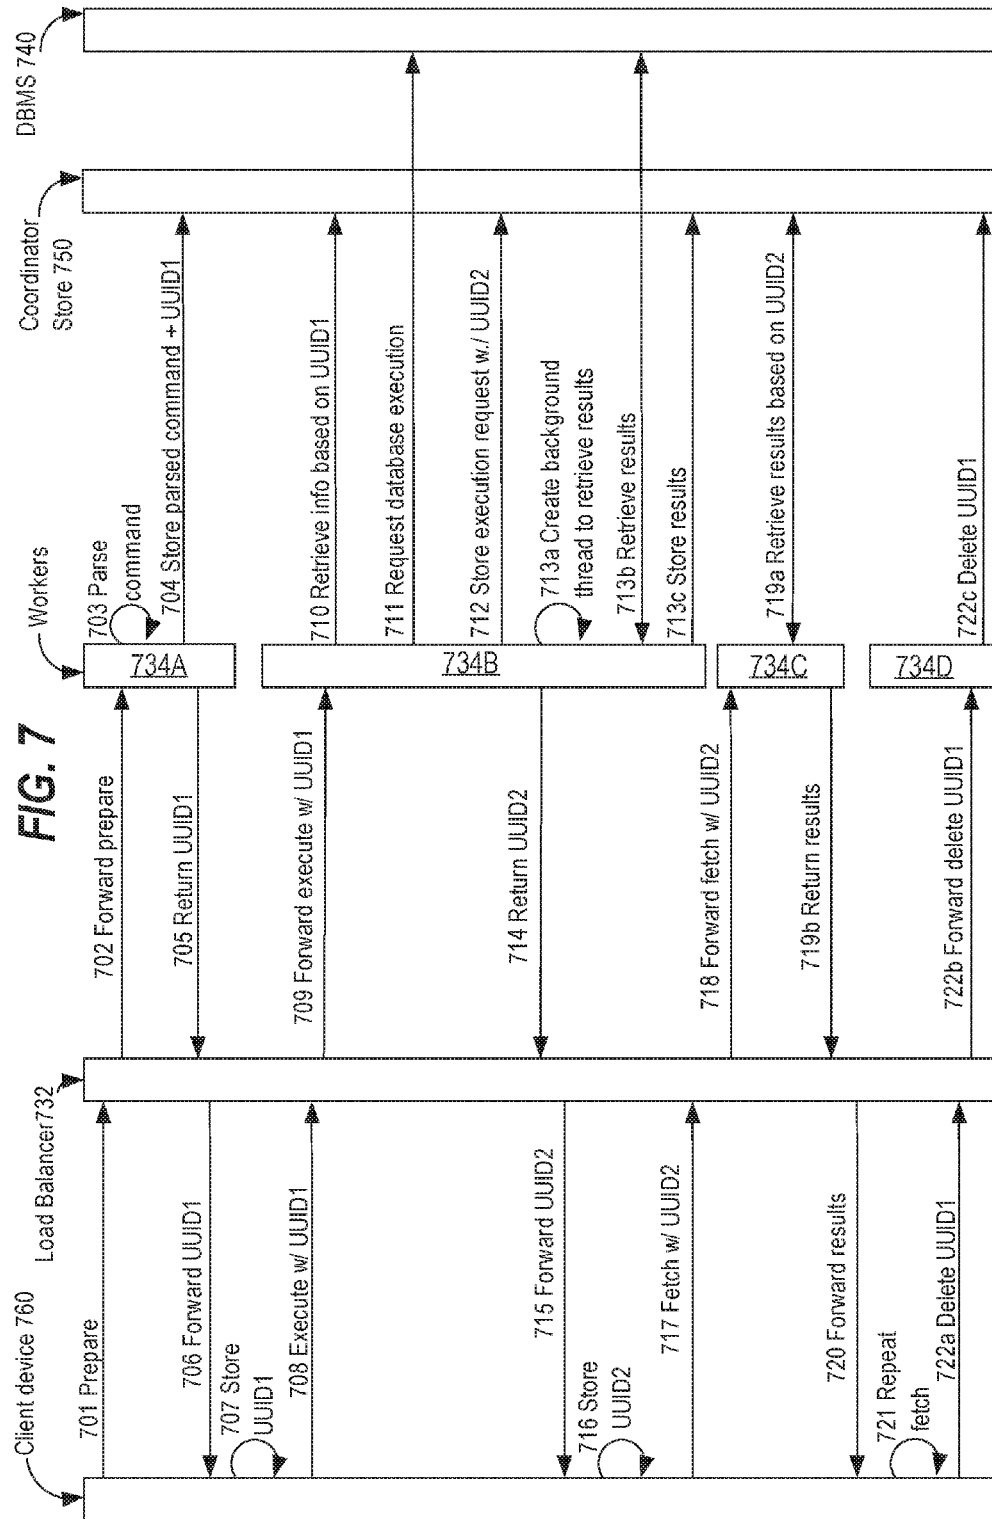 FIG. 7
Client device 760
Load Balancer732
Workers
Coordinator
Store 750
DBMS 740
701 Prepare
702 Forward prepare
734A
703 Parse
command
704 Store parsed command + UUID1
705 Return UUID1
706 Forward UUID1
707 Store
UUID1
708 Execute w/ UUID1
709 Forward execute w/ UUID1
734B
710 Retrieve info based on UUID1
711 Request database execution
712 Store execution request w./ UUID2
713a Create background
thread to retrieve results
713b Retrieve results
713c Store results
714 Return UUID2
715 Forward UUID2
716 Store
UUID2
717 Fetch w/ UUID2
718 Forward fetch w/ UUID2
734C
719a Retrieve results based on UUID2
719b Return results
720 Forward results
721 Repeat
fetch
722a Delete UUID1
722b Forward delete UUID1
734D
722c Delete UUID1